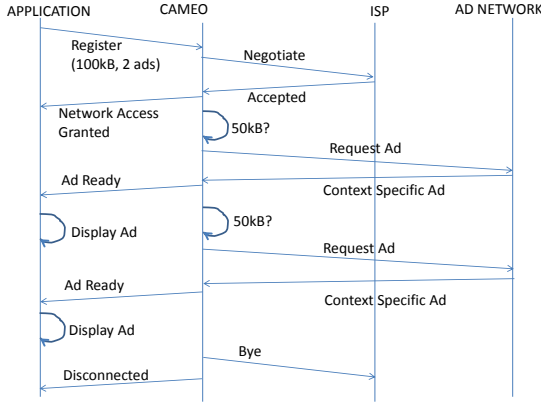 APPLICATION CAMEO ISP AD NETWORK
Register
(100kB, 2 ads)
Negotiate
Accepted
Network Access
Granted
50kB?
Request Ad
Ad Ready
Context Specific Ad
Display Ad
50kB?
Request Ad
Ad Ready
Context Specific Ad
Display Ad
Bye
Disconnected